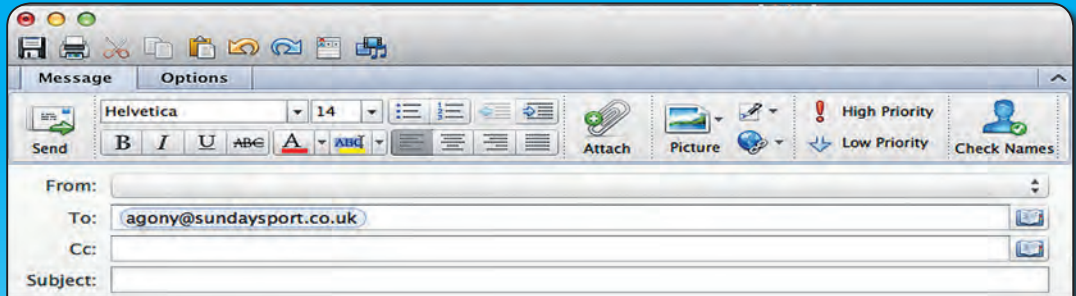 Message Options
Helvetica 14
Send B I U ABC A ABC Attach Picture High Priority Low Priority Check Names
From:
To: agony@sundaysport.co.uk
Cc:
Subject: